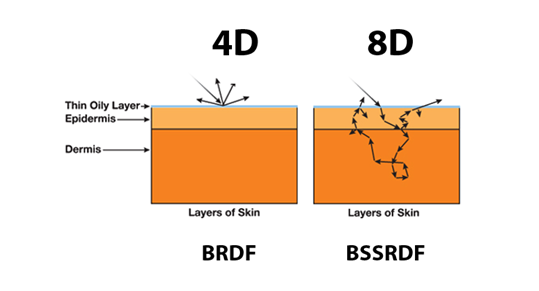 4D
8D
Thin Oily Layer
Epidermis
Dermis
Layers of Skin
Layers of Skin
BRDF
BSSRDF